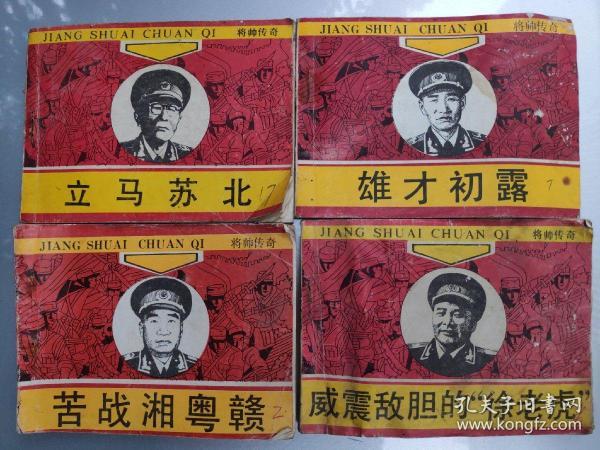 JIANG SHUAI CHUAN QI 将帅传奇
立马苏北
17
JIANG SHUAI CHUAN QI 将帅传奇
雄才初露
7
JIANG SHUAI CHUAN QI 将帅传奇
苦战湘粤赣
2
JIANG SHUAI CHUAN QI 将帅传奇
威震敌胆的“徐老虎”
孔夫子旧书网
www.kongfz.com